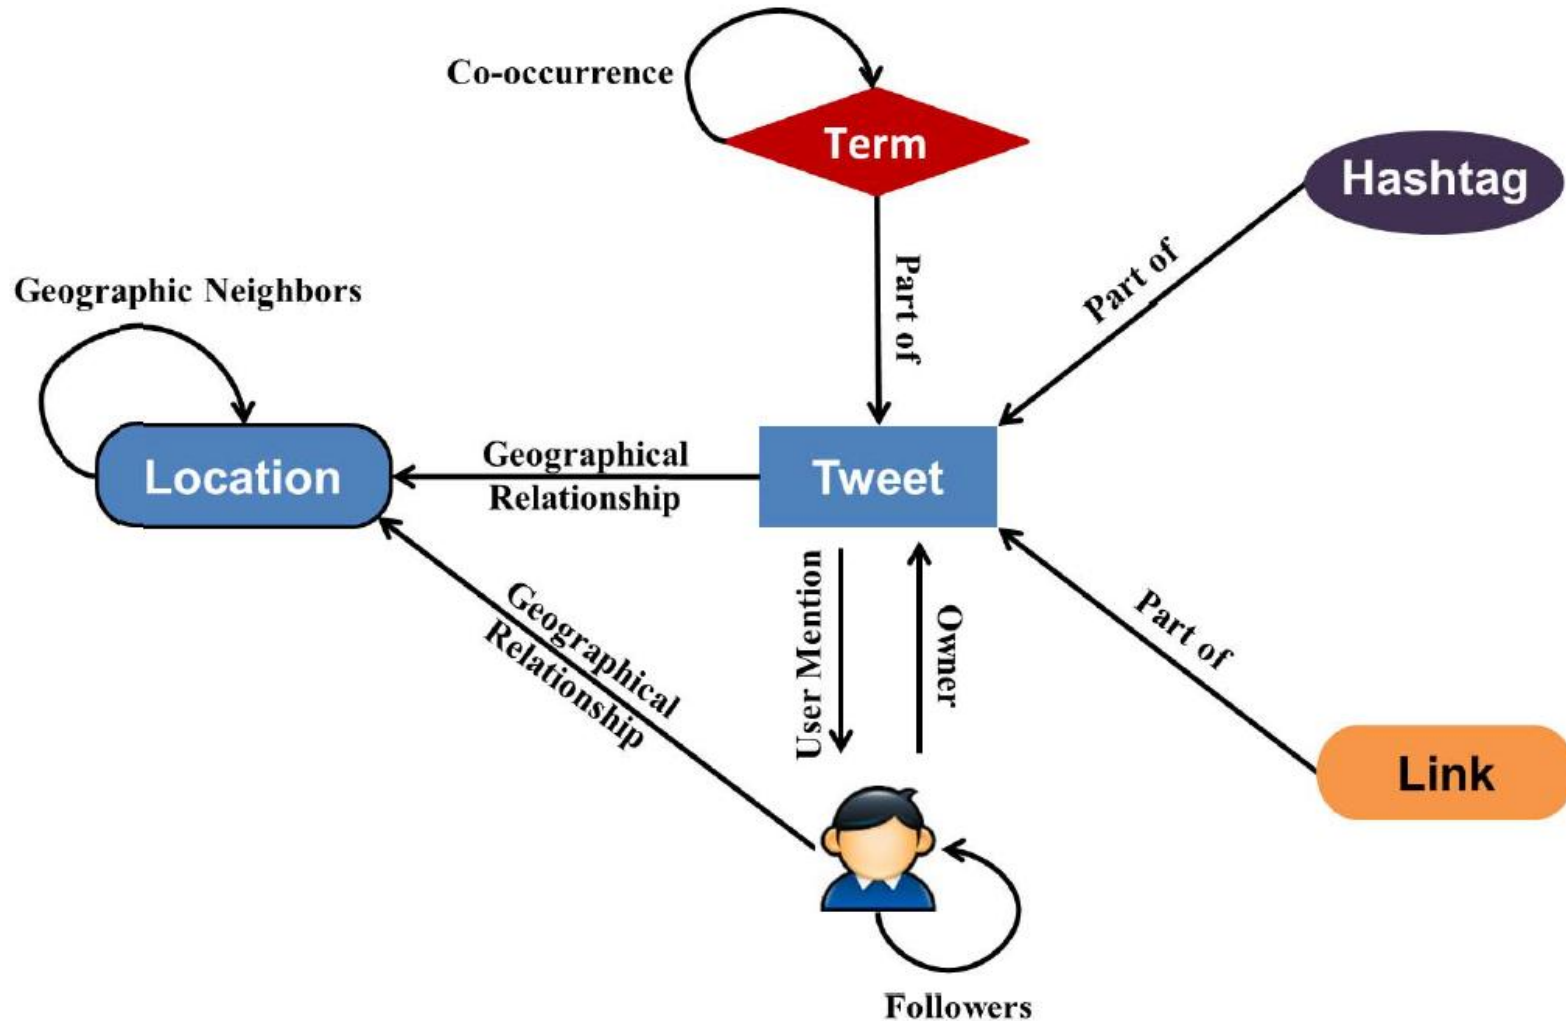 Co-occurrence
Term
Hashtag
Part of
Part of
Geographic Neighbors
Location
Geographical
Relationship
Tweet
User Mention
Owner
Geographical
Relationship
Part of
Link
Followers